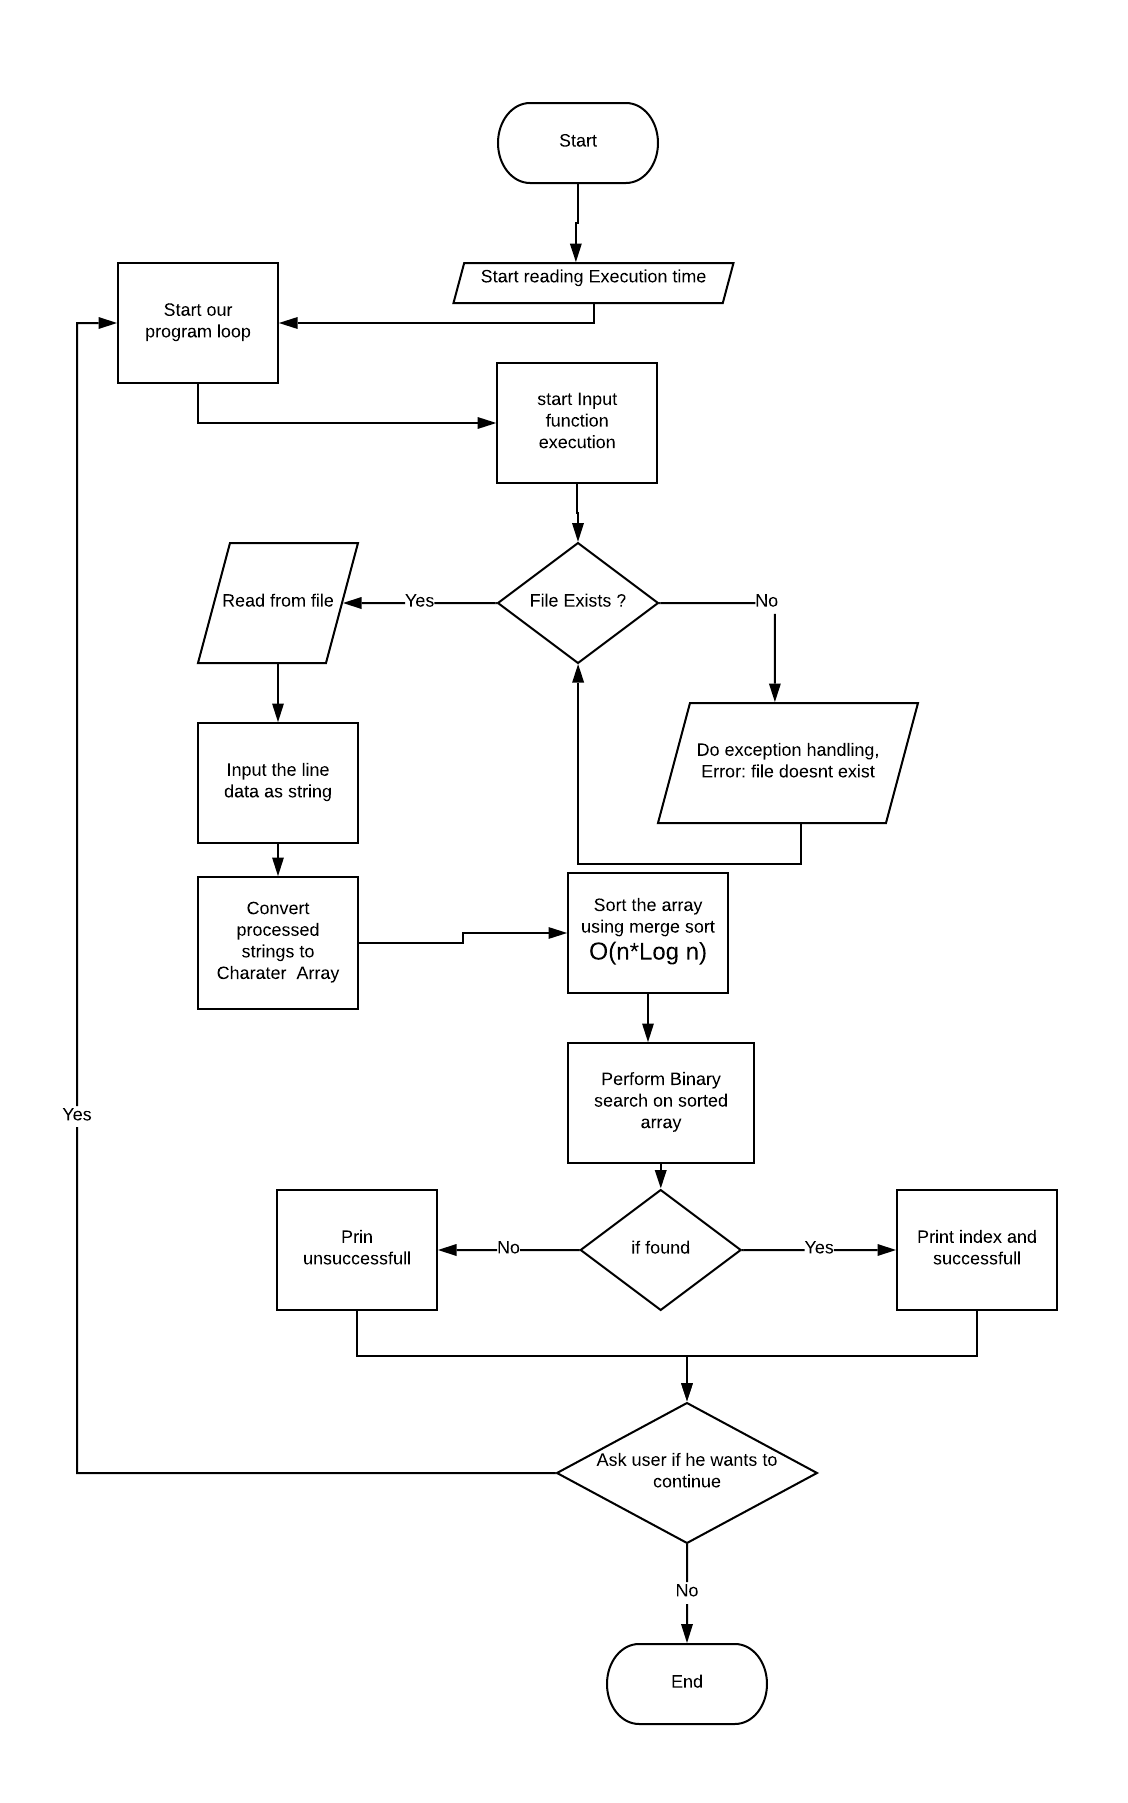 Start
Start reading Execution time
Start our
program loop
start Input
function
execution
File Exists ?
Yes
No
Read from file
Do exception handling,
Error: file doesnt exist
Input the line
data as string
Convert
processed
strings to
Charater  Array
Sort the array
using merge sort
O(n*Log n)
Perform Binary
search on sorted
array
Yes
if found
No
Yes
Prin
unsuccessfull
Print index and
successfull
Ask user if he wants to
continue
No
End